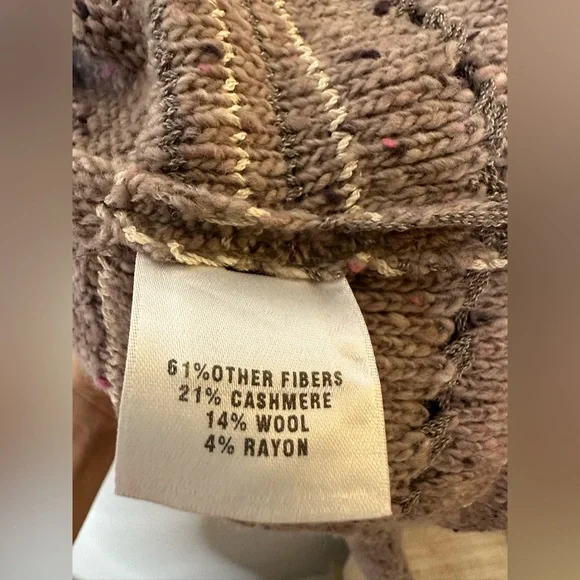 61%OTHER FIBERS
21% CASHMERE
14% WOOL
4% RAYON